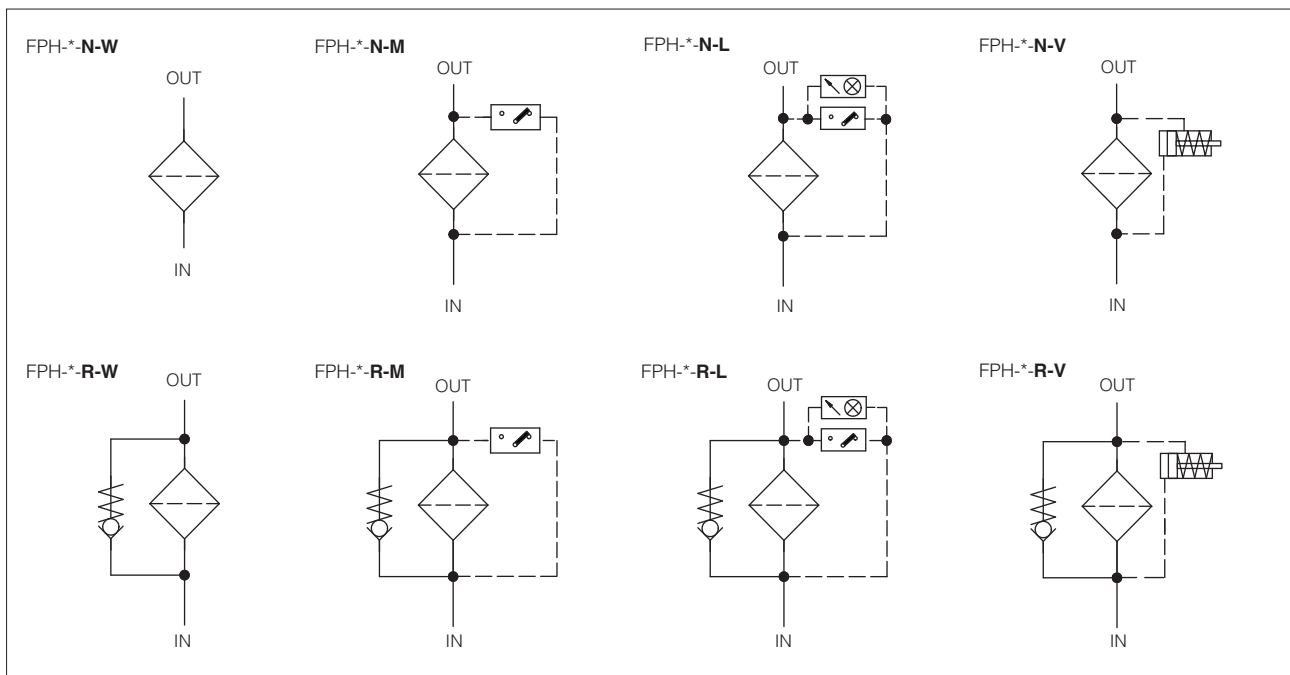 FPH-*-N-W
OUT
IN
FPH-*-N-M
OUT
IN
FPH-*-N-L
OUT
IN
FPH-*-N-V
OUT
IN
FPH-*-R-W
OUT
IN
FPH-*-R-M
OUT
IN
FPH-*-R-L
OUT
IN
FPH-*-R-V
OUT
IN